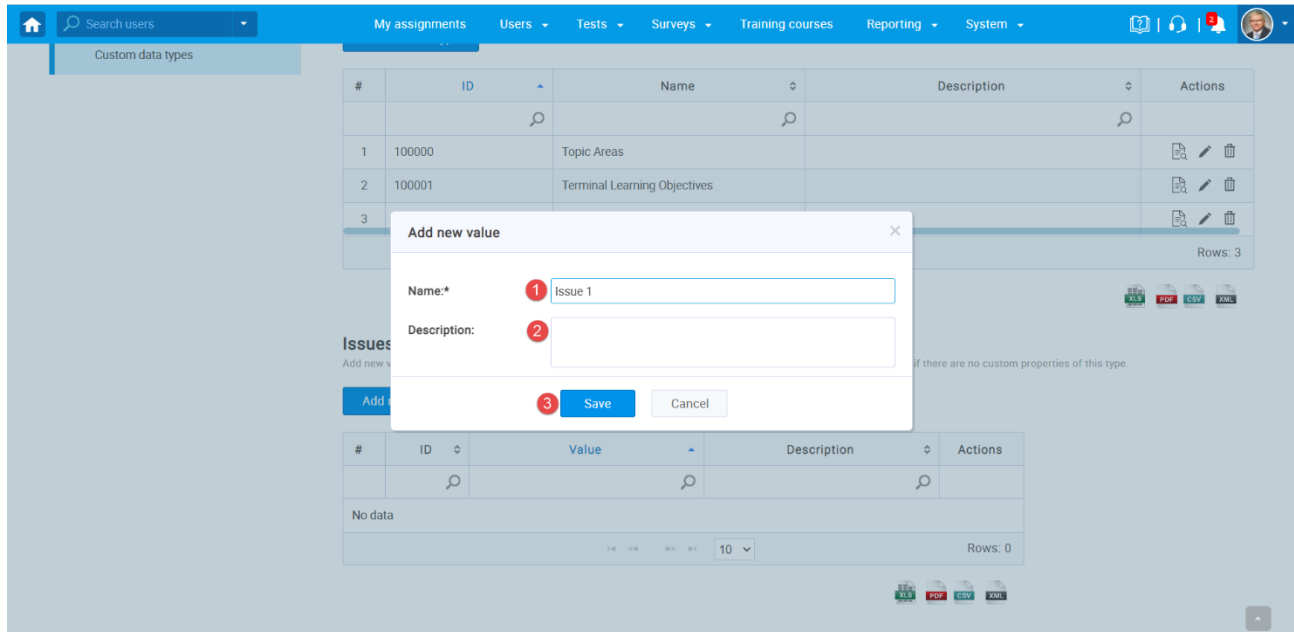 Search users My assignments Users Tests Surveys Training courses Reporting System 2
Custom data types
# ID Name Description Actions
1 100000 Topic Areas
2 100001 Terminal Learning Objectives
3
Rows: 3
XLS PDF CSV XML
Add new value
Name:* 1 Issue 1
Description: 2
3 Save Cancel
Issues
Add new v if there are no custom properties of this type.
Add
# ID Value Description Actions
No data
10 Rows: 0
XLS PDF CSV XML